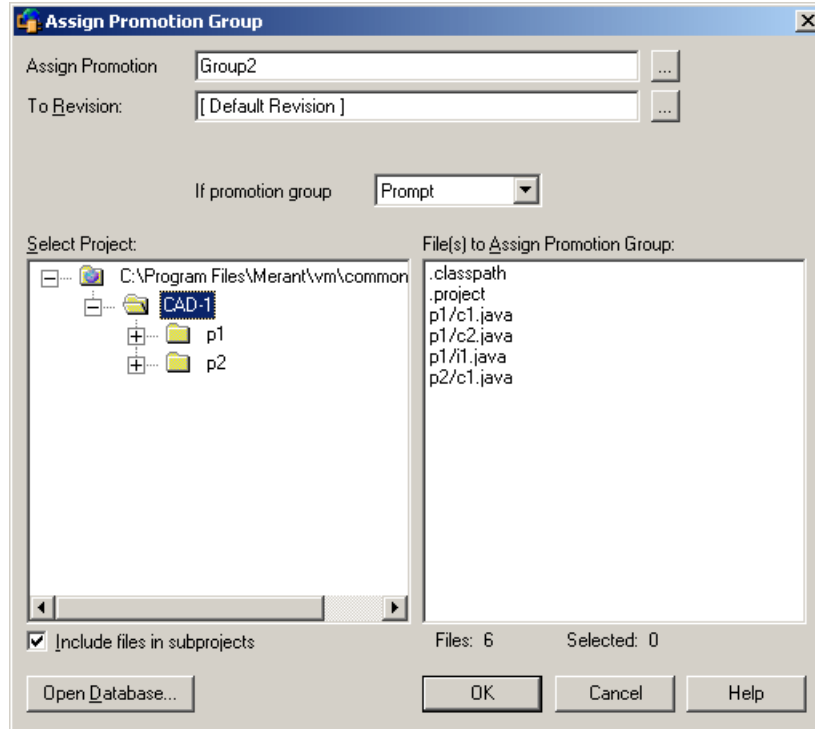 Assign Promotion Group
Assign Promotion Group2 ...
To Revision: [ Default Revision ] ...
If promotion group Prompt
Select Project:
C:\Program Files\Merant\vm\common
CAD-1
p1
p2
Include files in subprojects
File(s) to Assign Promotion Group:
.classpath
.project
p1/c1.java
p1/c2.java
p1/i1.java
p2/c1.java
Files: 6 Selected: 0
Open Database... OK Cancel Help